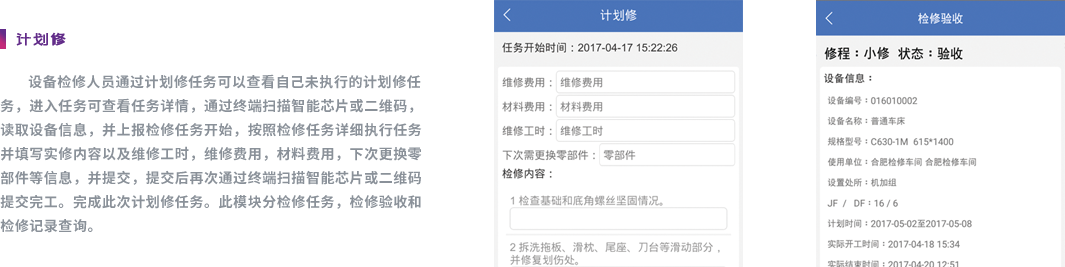 计划修
设备检修人员通过计划修任务可以查看自己未执行的计划修任
务，进入任务可查看任务详情，通过终端扫描智能芯片或二维码，
读取设备信息，并上报检修任务开始，按照检修任务详细执行任务
并填写实修内容以及维修工时，维修费用，材料费用，下次更换零
部件等信息，并提交，提交后再次通过终端扫描智能芯片或二维码
提交完工。完成此次计划修任务。此模块分检修任务，检修验收和
检修记录查询。
计划修
任务开始时间：2017-04-17 15:22:26
维修费用： 维修费用
材料费用： 材料费用
维修工时： 维修工时
下次需更换零部件： 零部件
检修内容：
1 检查基础和底角螺丝坚固情况。
2 拆洗拖板、滑枕、尾座、刀台等滑动部分，
并修复划伤处。
检修验收
修程：小修 状态：验收
设备信息：
设备编号：016010002
设备名称：普通车床
规格型号：C630-1M 615*1400
使用单位：合肥检修车间 合肥检修车间
设置处所：机加组
JF / DF：16 / 6
计划时间：2017-05-02至2017-05-08
实际开工时间：2017-04-18 15:34
实际结束时间：2017-04-20 12:51